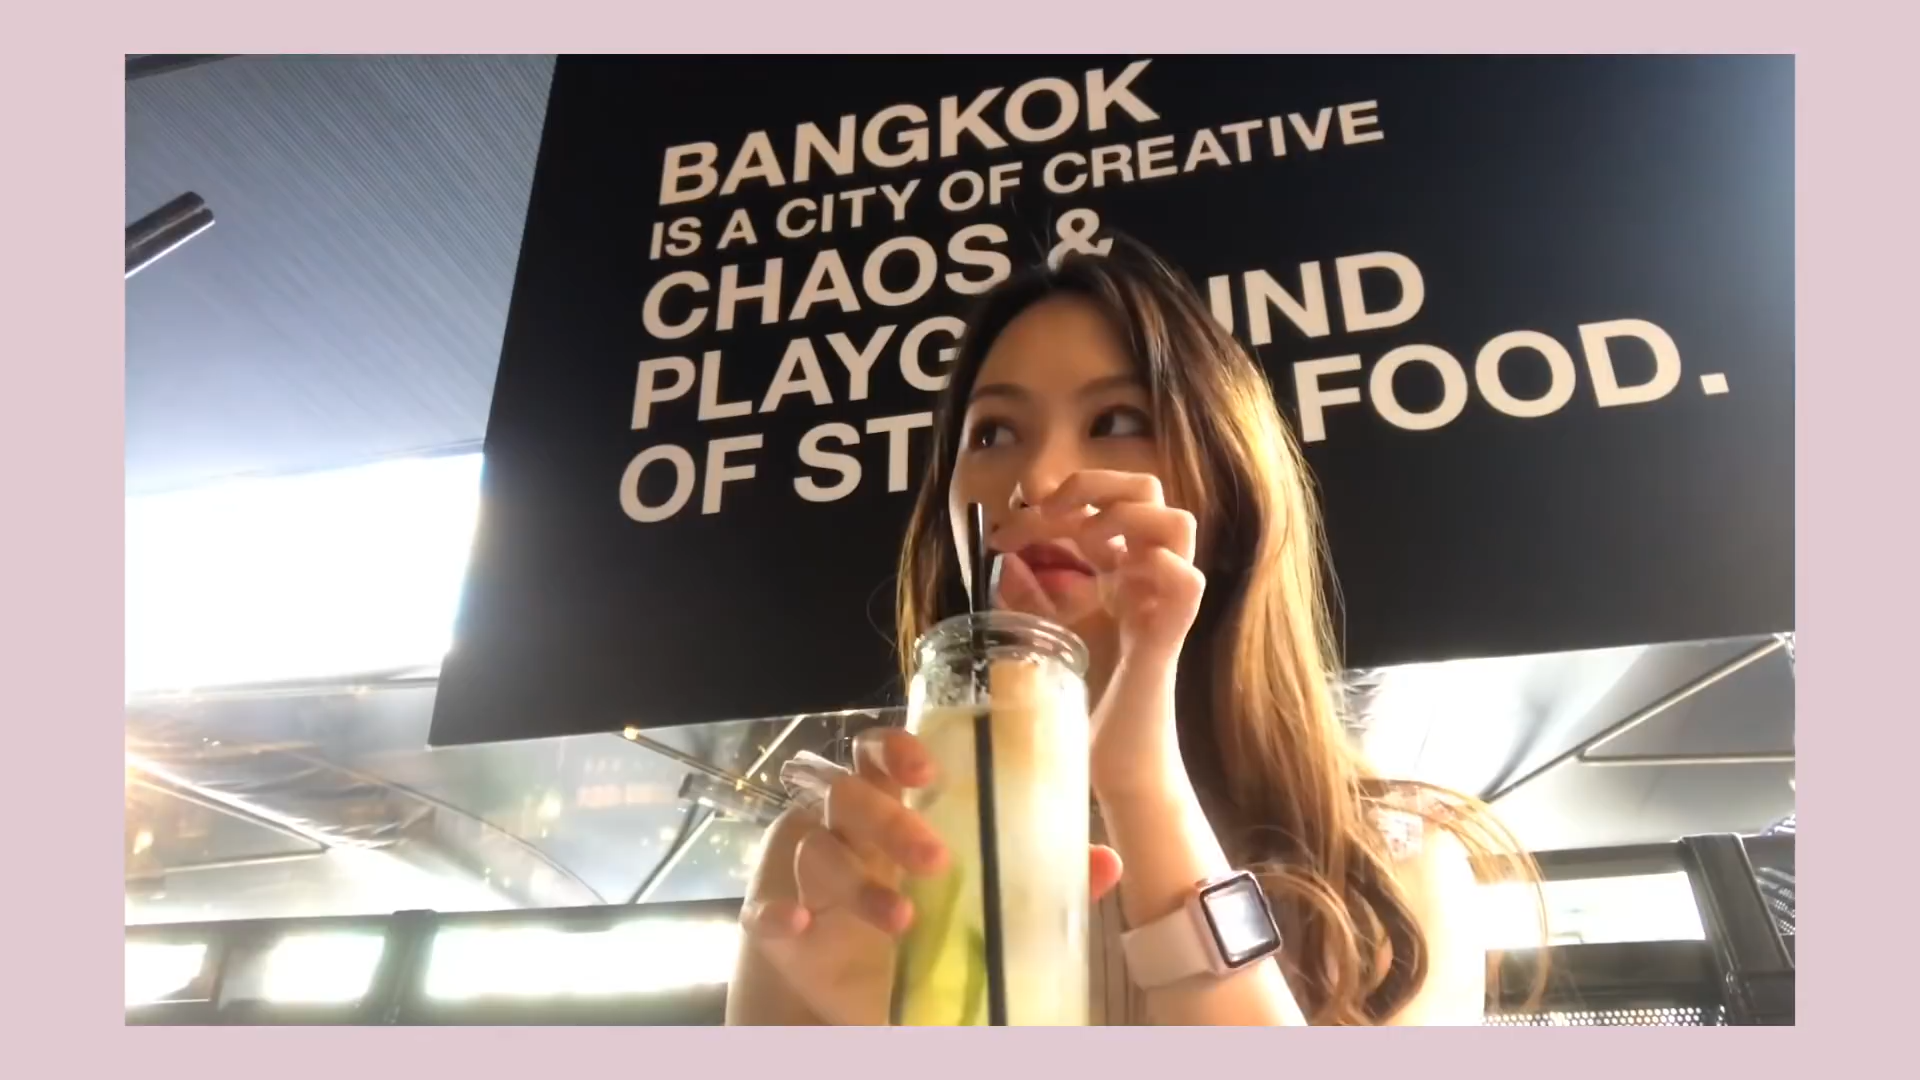 BANGKOK
IS A CITY OF CREATIVE
CHAOS &
OF FOOD.